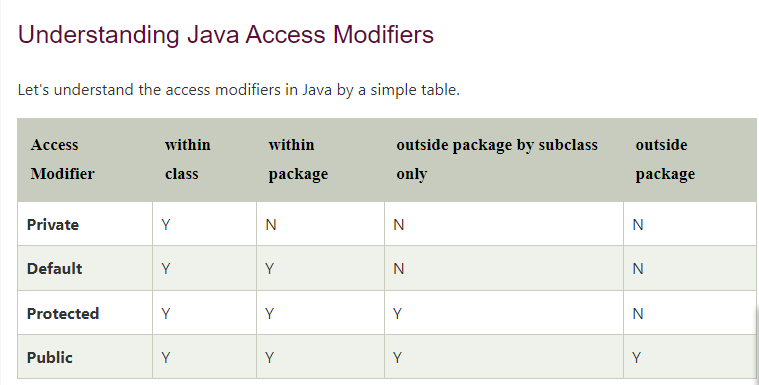 Understanding Java Access Modifiers
Let's understand the access modifiers in Java by a simple table.
Access Modifier within class within package outside package by subclass only outside package
Private Y N N N
Default Y Y N N
Protected Y Y Y N
Public Y Y Y Y